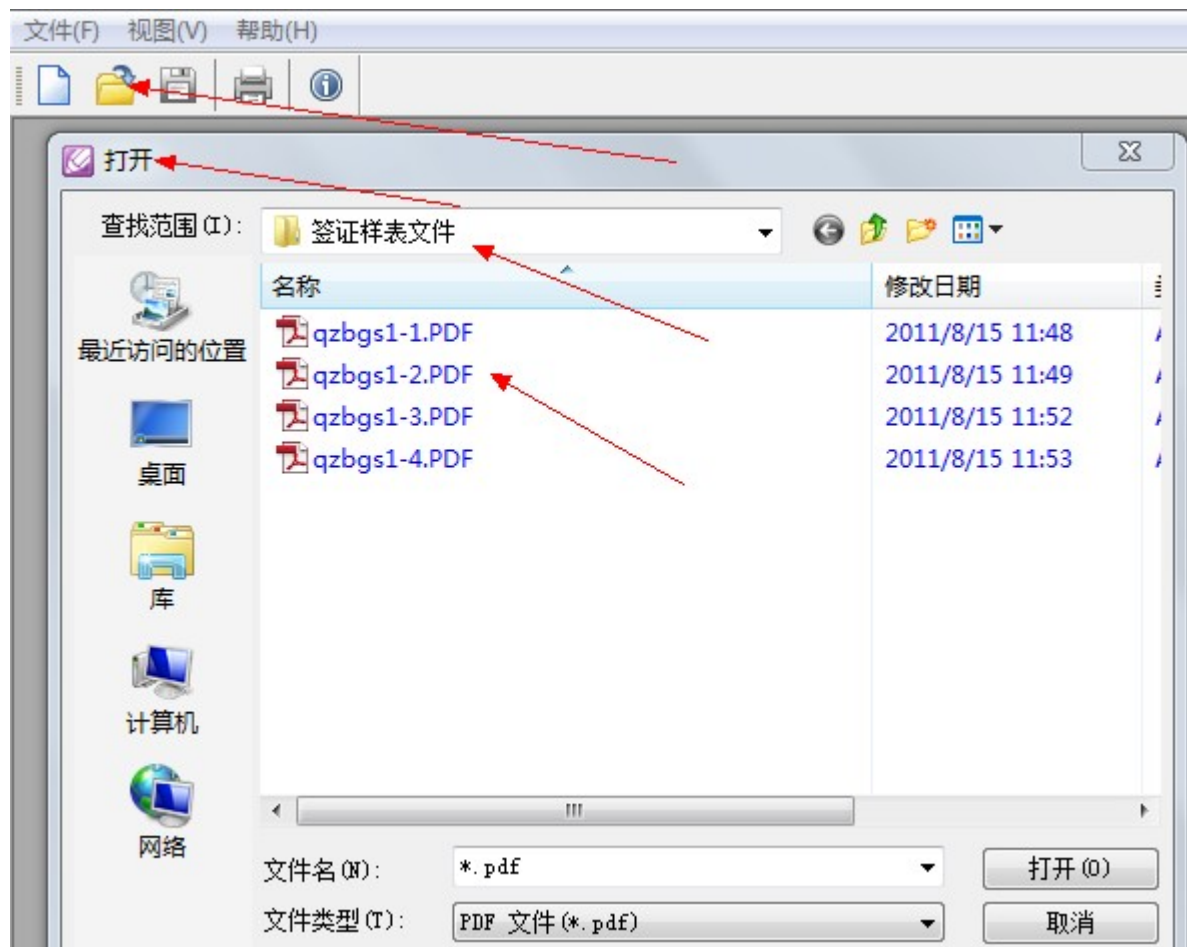 文件(F) 视图(V) 帮助(H)
打开
查找范围(I): 签证样表文件
名称 修改日期
qzbgs1-1.PDF 2011/8/15 11:48
qzbgs1-2.PDF 2011/8/15 11:49
qzbgs1-3.PDF 2011/8/15 11:52
qzbgs1-4.PDF 2011/8/15 11:53
最近访问的位置
桌面
库
计算机
网络
文件名(N): *.pdf 打开(O)
文件类型(T): PDF 文件(*.pdf) 取消